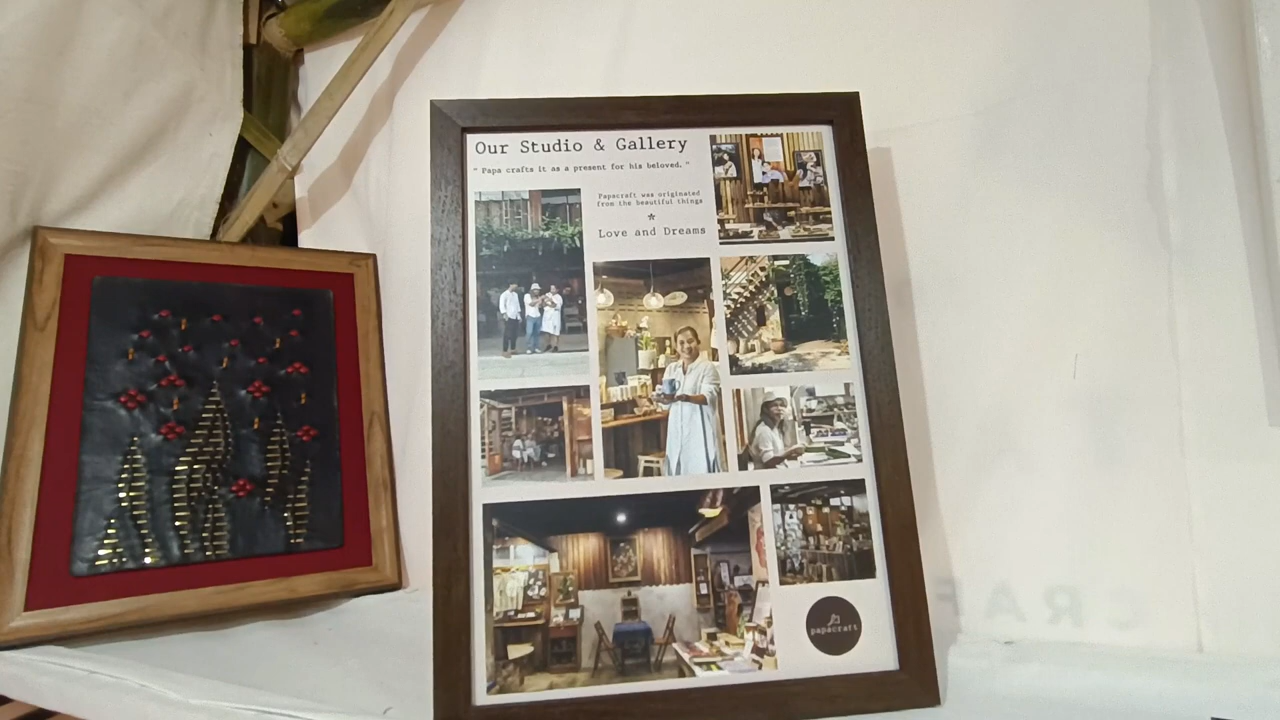 Our Studio & Gallery
" Papa crafts it as a present for his beloved. "
Papacraft was originated
from the beautiful things
*
Love and Dreams
papacraft